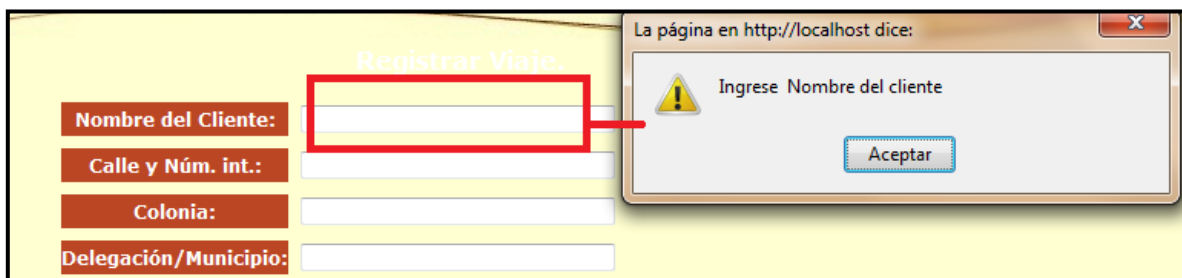 La página en http://localhost dice:
Registrar Viaje.
Ingrese Nombre del cliente
Aceptar
Nombre del Cliente:
Calle y Núm. int.:
Colonia:
Delegación/Municipio: